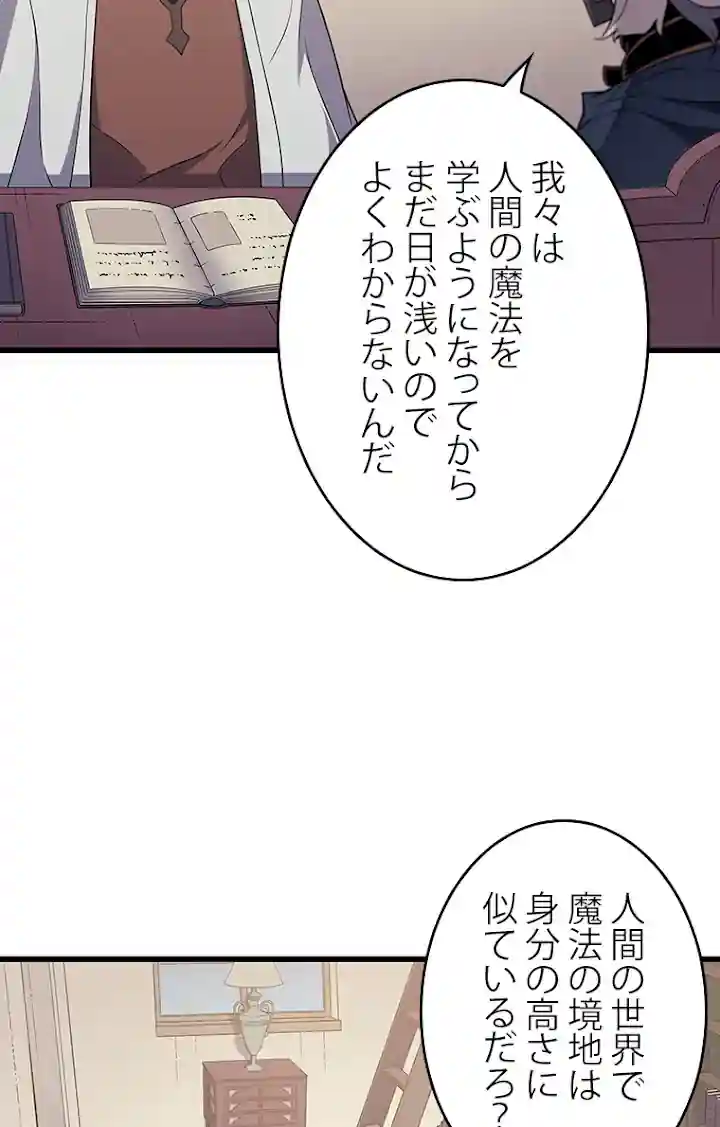 我々は
人間の魔法を
学ぶようになってから
まだ日が浅いので
よくわからないんだ
人間の世界で
魔法の境地は
身分の高さに
似ているだろ?